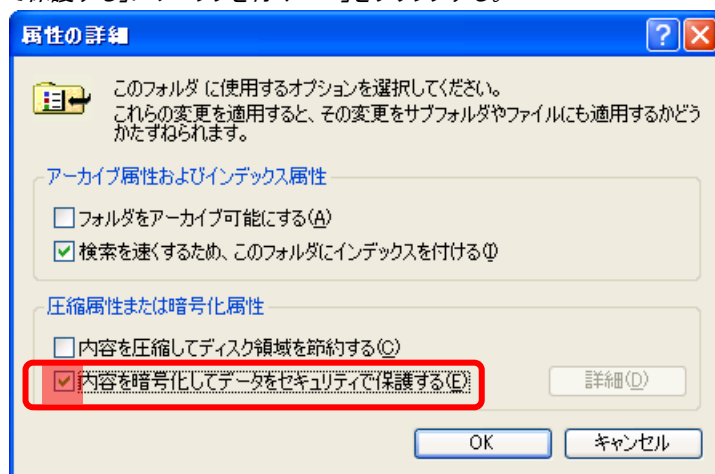 属性の詳細
このフォルダに使用するオプションを選択してください。
これらの変更を適用すると、その変更をサブフォルダやファイルにも適用するかどう
かたずねられます。
アーカイブ属性およびインデックス属性
フォルダをアーカイブ可能にする(A)
検索を速くするため、このフォルダにインデックスを付ける(I)
圧縮属性または暗号化属性
内容を圧縮してディスク領域を節約する(C)
内容を暗号化してデータをセキュリティで保護する(E)
詳細(D)
OK
キャンセル